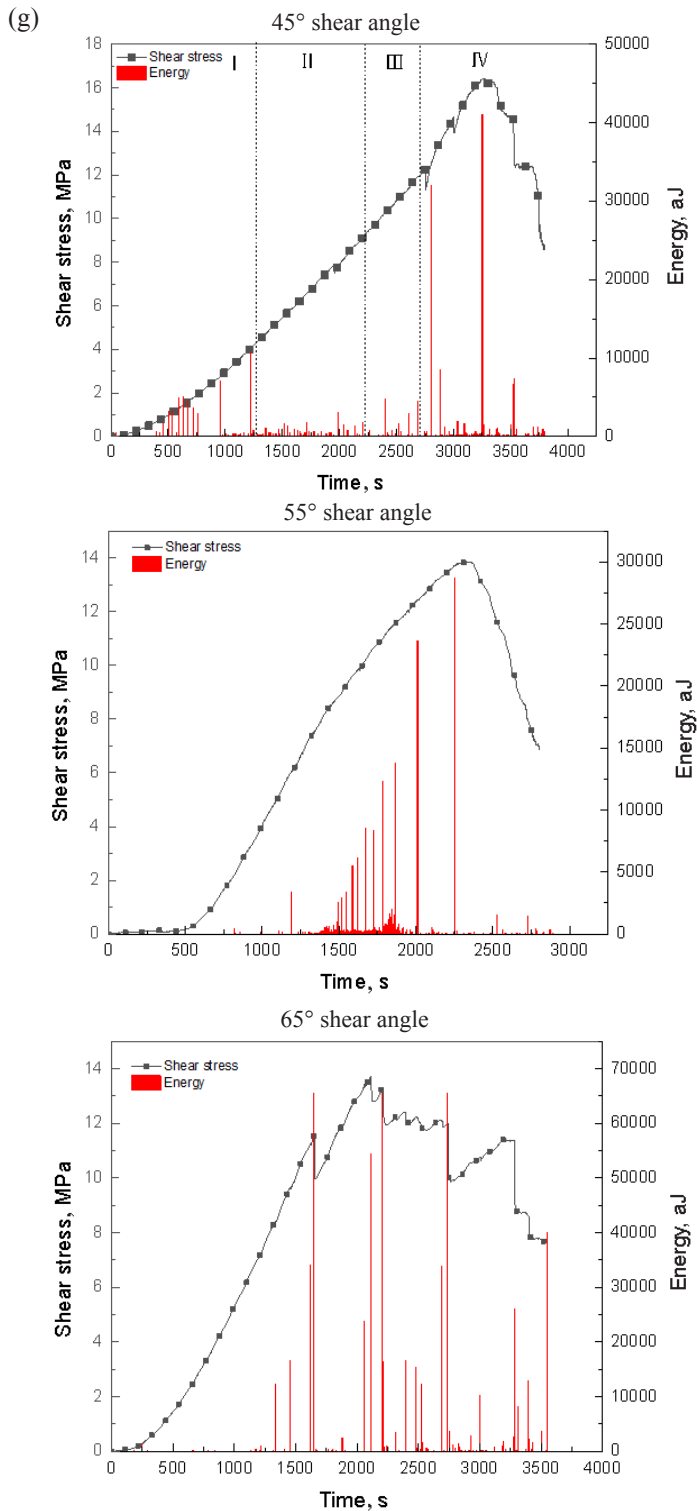 (g)
45° shear angle
Shear stress
Energy
I
II
III
IV
Shear stress, MPa
18
16
14
12
10
8
6
4
2
0
50000
40000
30000
20000
10000
0
Energy, aJ
0 500 1000 1500 2000 2500 3000 3500 4000
Time, s
55° shear angle
Shear stress
Energy
Shear stress, MPa
14
12
10
8
6
4
2
0
30000
25000
20000
15000
10000
5000
0
Energy, aJ
0 500 1000 1500 2000 2500 3000
Time, s
65° shear angle
Shear stress
Energy
Shear stress, MPa
14
12
10
8
6
4
2
0
70000
60000
50000
40000
30000
20000
10000
0
Energy, aJ
0 500 1000 1500 2000 2500 3000 3500 4000
Time, s